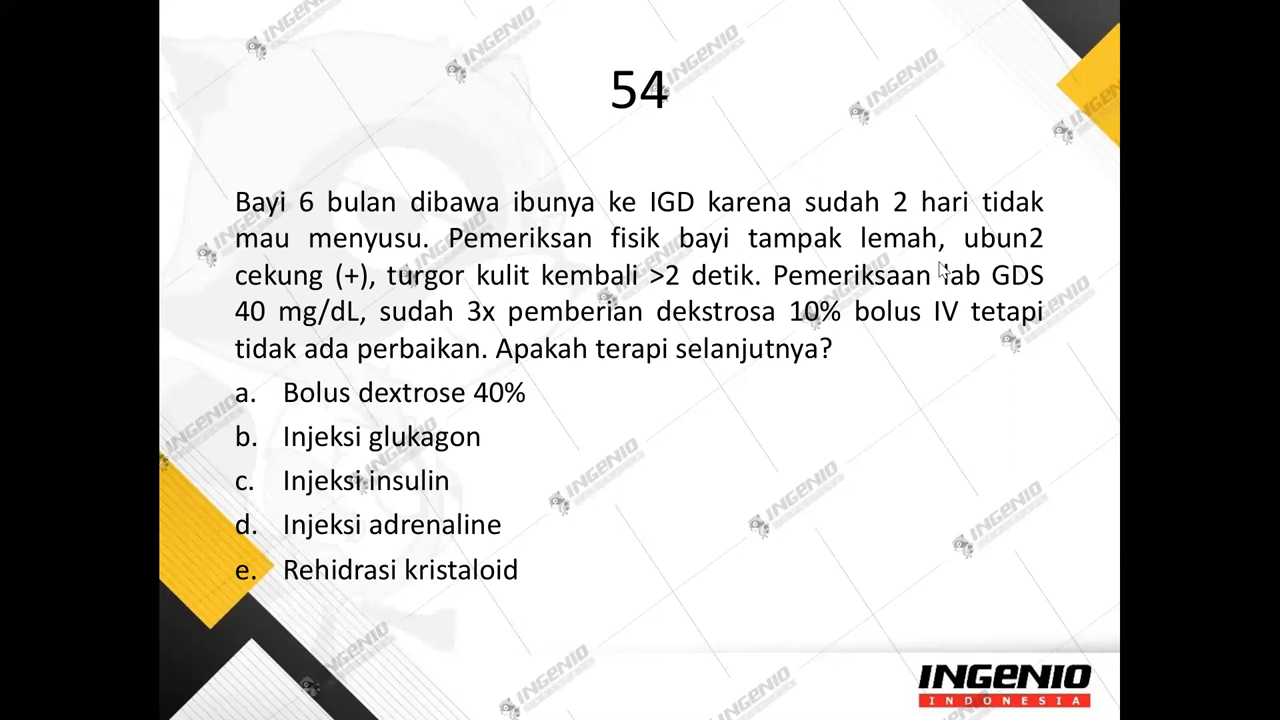 54
Bayi 6 bulan dibawa ibunya ke IGD karena sudah 2 hari tidak
mau menyusu. Pemeriksan fisik bayi tampak lemah, ubun2
cekung (+), turgor kulit kembali >2 detik. Pemeriksaan lab GDS
40 mg/dL, sudah 3x pemberian dekstrosa 10% bolus IV tetapi
tidak ada perbaikan. Apakah terapi selanjutnya?
a. Bolus dextrose 40%
b. Injeksi glukagon
c. Injeksi insulin
d. Injeksi adrenaline
e. Rehidrasi kristaloid
INGENIO
INDONESIA